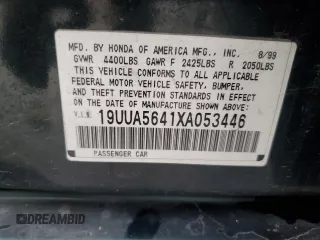 MFD. BY HONDA OF AMERICA MFG., INC. 8/99
GVWR 4400LBS GAWR F 2425LBS R 2050LBS
THIS VEHICLE CONFORMS TO ALL APPLICABLE
FEDERAL MOTOR VEHICLE SAFETY, BUMPER,
AND THEFT PREVENTION STANDARDS IN EFFECT
ON THE DATE OF MANUFACTURE SHOWN ABOVE.
V.I.N. 19UUA5641XA053446
PASSENGER CAR
DREAMBID